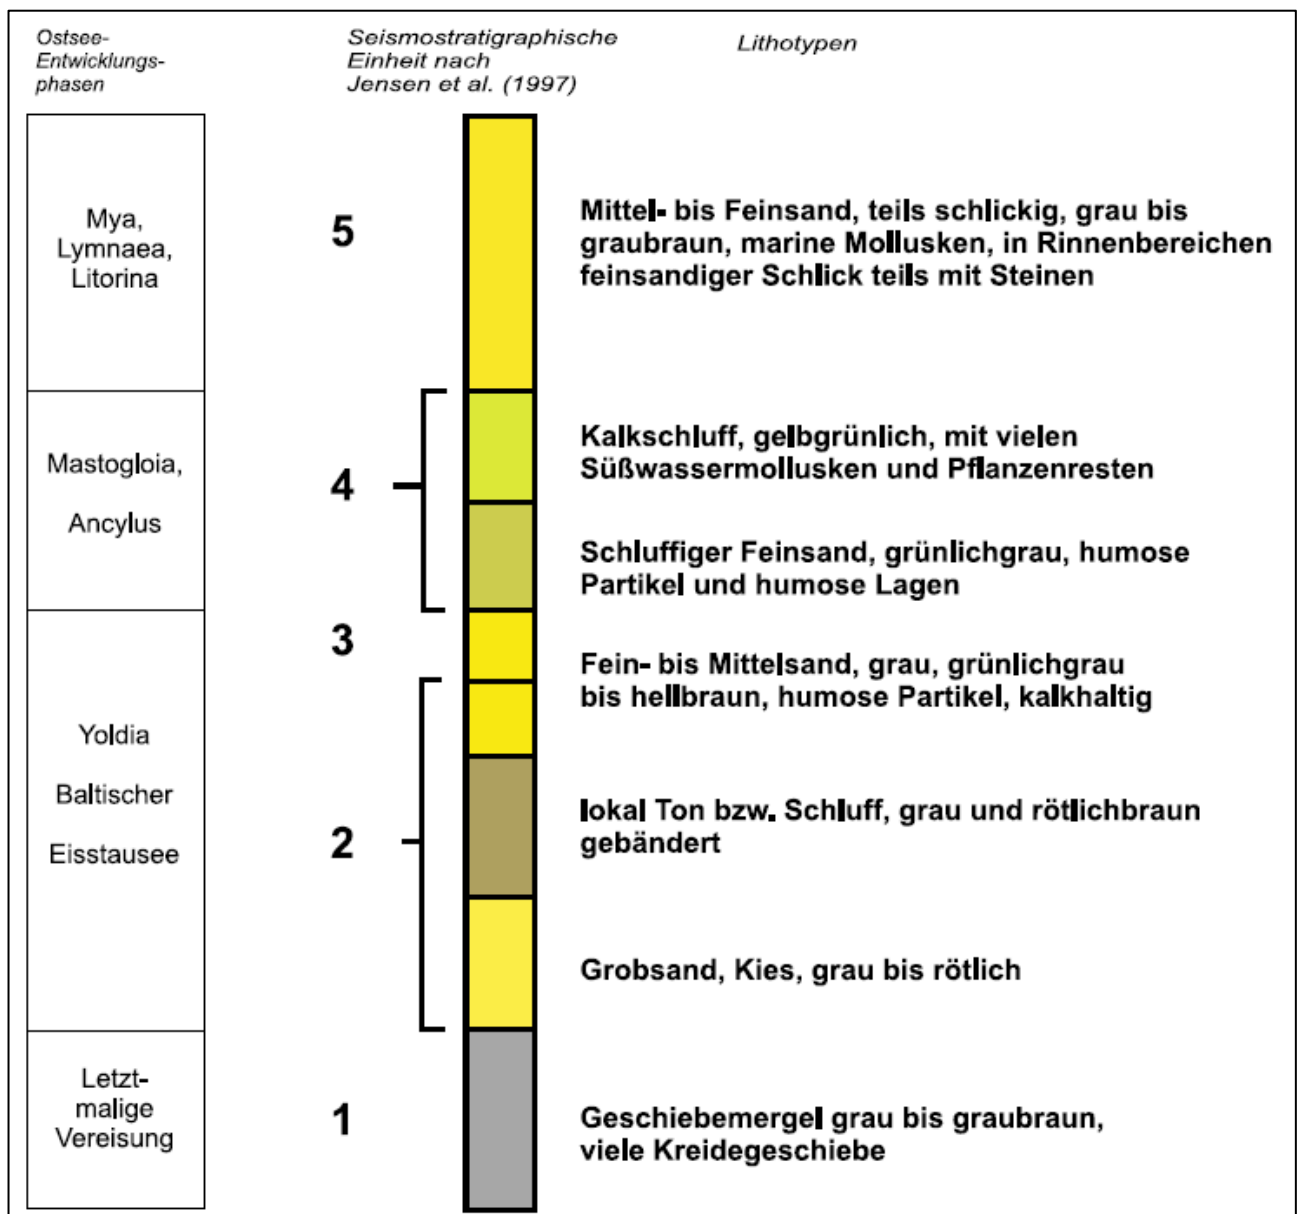 Ostsee-
Entwicklungs-
phasen
Seismostratigraphische
Einheit nach
Jensen et al. (1997)
Lithotypen
Mya,
Lymnaea,
Litorina
5
Mittel- bis Feinsand, teils schlickig, grau bis
graubraun, marine Mollusken, in Rinnenbereichen
feinsandiger Schlick teils mit Steinen
Mastogloia,
Ancylus
4
Kalkschluff, gelbgrünlich, mit vielen
Süßwassermollusken und Pflanzenresten
Schluffiger Feinsand, grünlichgrau, humose
Partikel und humose Lagen
3
Fein- bis Mittelsand, grau, grünlichgrau
bis hellbraun, humose Partikel, kalkhaltig
Yoldia
Baltischer
Eisstausee
2
lokal Ton bzw. Schluff, grau und rötlichbraun
gebändert
Grobsand, Kies, grau bis rötlich
Letzt-
malige
Vereisung
1
Geschiebemergel grau bis graubraun,
viele Kreidegeschiebe